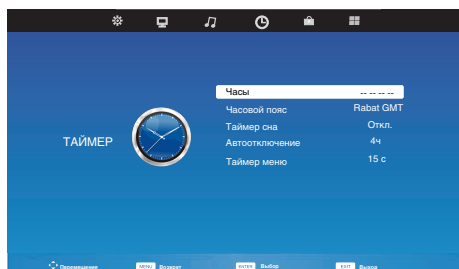 Часы -- -- -- --
Часовой пояс Rabat GMT
Таймер сна Откл.
ТАЙМЕР
Автоотключение 4ч
Таймер меню 15 с
Перемещение MENU Возврат ENTER Выбор EXIT Выход